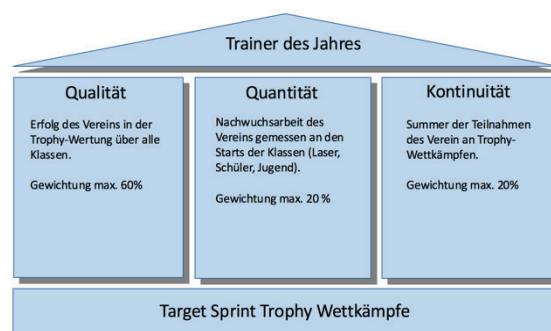 Trainer des Jahres
Qualität
Erfolg des Vereins in der
Trophy-Wertung über alle
Klassen.
Gewichtung max. 60%
Quantität
Nachwuchsarbeit des
Vereins gemessen an den
Starts der Klassen (Laser,
Schüler, Jugend).
Gewichtung max. 20 %
Kontinuität
Summer der Teilnahmen
des Verein an Trophy-
Wettkämpfen.
Gewichtung max. 20%
Target Sprint Trophy Wettkämpfe